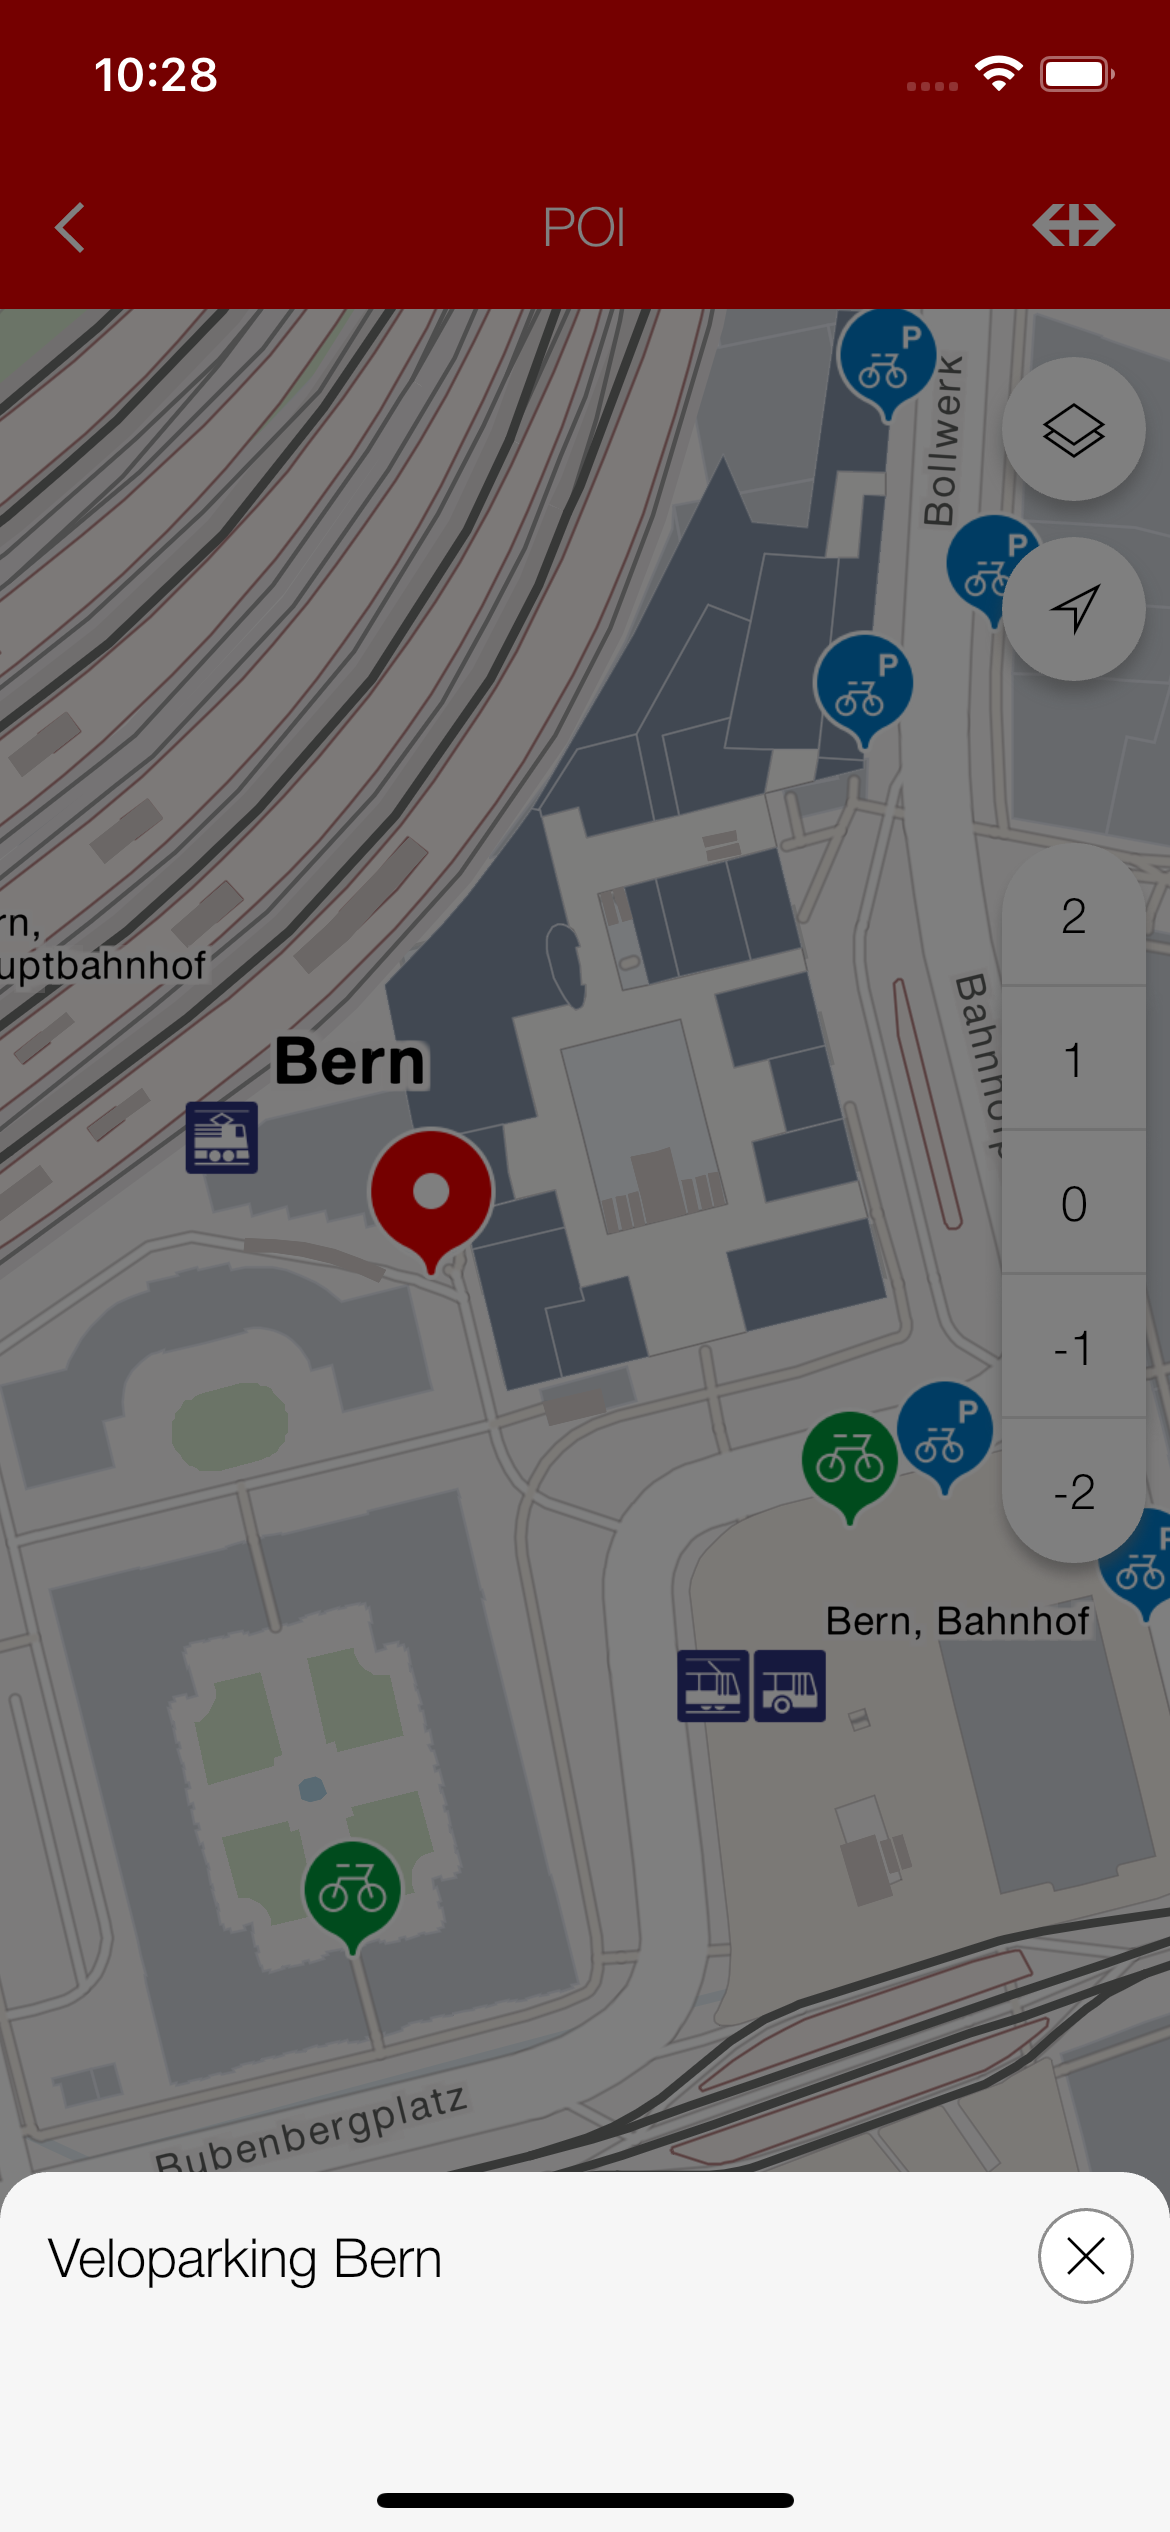 10:28
POI
P
Bollwerk
P
P
2
rn,
uptbahnhof
Bern
1
0
-1
P
-2
P
Bern, Bahnhof
Bubenbergplatz
Veloparking Bern